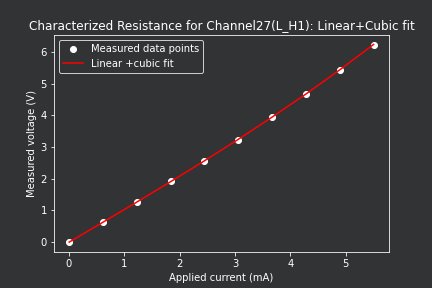 Characterized Resistance for Channel27(L_H1): Linear+Cubic fit
Measured data points
Linear +cubic fit
Measured voltage (V)
6
5
4
3
2
1
0
0 1 2 3 4 5
Applied current (mA)